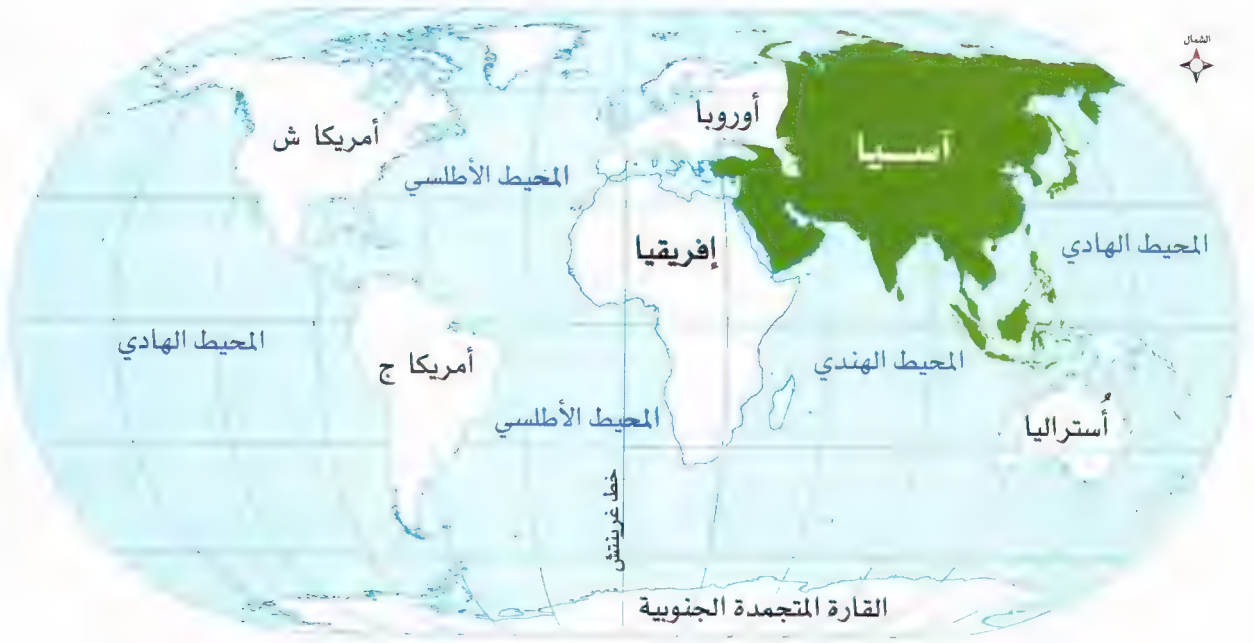 الشمال
أوروبا
آسيا
أمريكا ش
المحيط الأطلسي
إفريقيا
المحيط الهادي
المحيط الهادي
أمريكا ج
المحيط الهندي
المحيط الأطلسي
أُستراليا
خط غرينتش
القارة المتجمدة الجنوبية